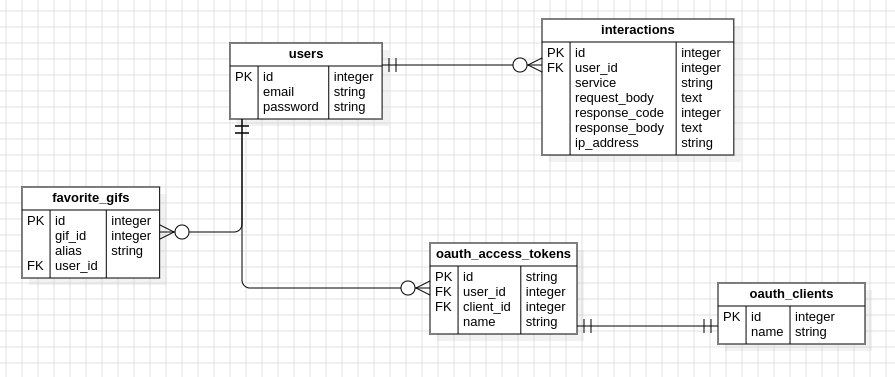 users
PK id integer
email string
password string
interactions
PK id integer
FK user_id integer
service string
request_body text
response_code integer
response_body text
ip_address string
favorite_gifs
PK id integer
gif_id integer
alias string
FK user_id
oauth_access_tokens
PK id string
FK user_id integer
FK client_id integer
name string
oauth_clients
PK id integer
name string